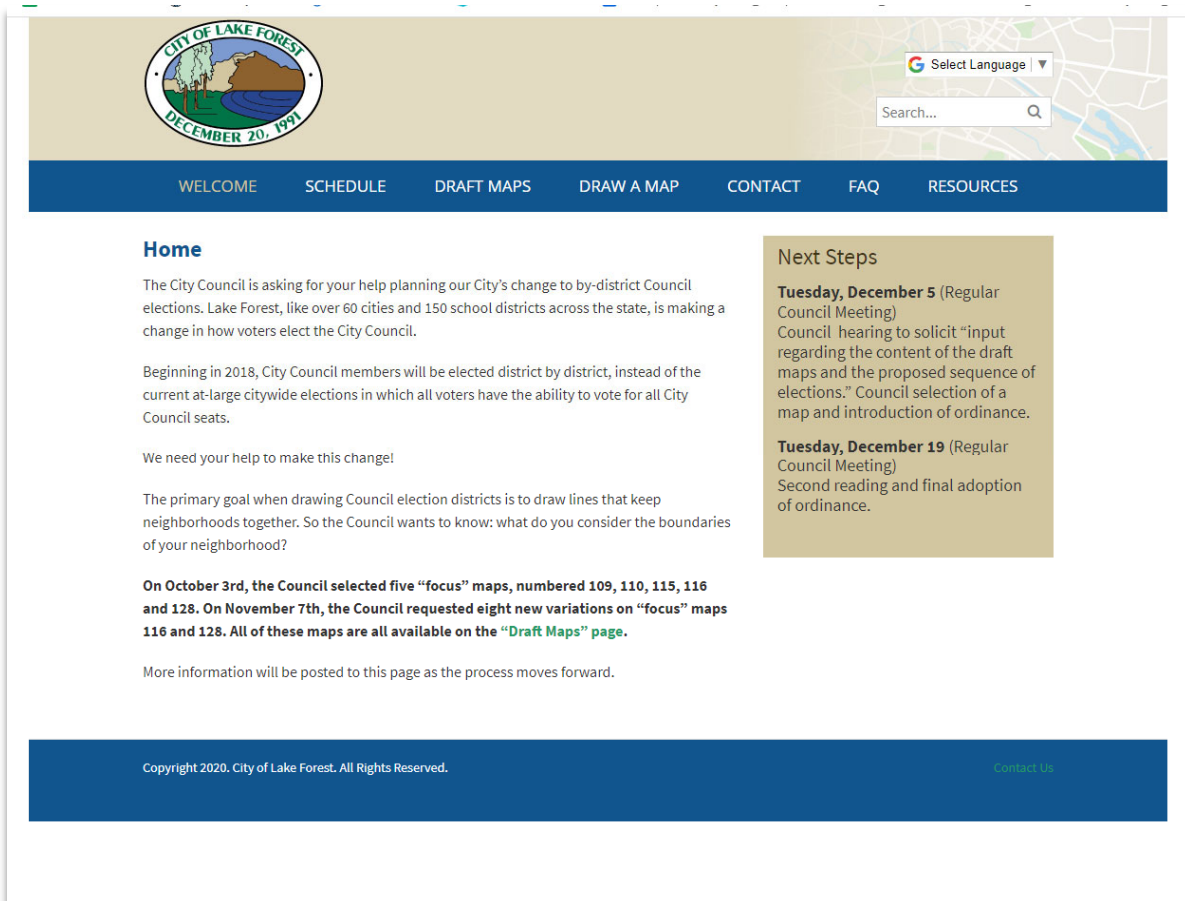 CITY OF LAKE FOREST
DECEMBER 20, 1991
Select Language ▼
Search...
WELCOME SCHEDULE DRAFT MAPS DRAW A MAP CONTACT FAQ RESOURCES
Home
The City Council is asking for your help planning our City’s change to by-district Council
elections. Lake Forest, like over 60 cities and 150 school districts across the state, is making a
change in how voters elect the City Council.
Beginning in 2018, City Council members will be elected district by district, instead of the
current at-large citywide elections in which all voters have the ability to vote for all City
Council seats.
We need your help to make this change!
The primary goal when drawing Council election districts is to draw lines that keep
neighborhoods together. So the Council wants to know: what do you consider the boundaries
of your neighborhood?
On October 3rd, the Council selected five “focus” maps, numbered 109, 110, 115, 116
and 128. On November 7th, the Council requested eight new variations on “focus” maps
116 and 128. All of these maps are all available on the “Draft Maps” page.
More information will be posted to this page as the process moves forward.
Next Steps
Tuesday, December 5 (Regular
Council Meeting)
Council hearing to solicit “input
regarding the content of the draft
maps and the proposed sequence of
elections.” Council selection of a
map and introduction of ordinance.
Tuesday, December 19 (Regular
Council Meeting)
Second reading and final adoption
of ordinance.
Copyright 2020. City of Lake Forest. All Rights Reserved.
Contact Us